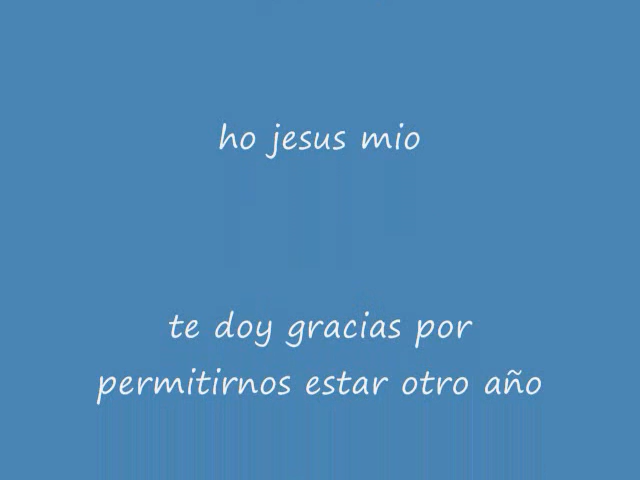 ho jesus mio
te doy gracias por
permitirnos estar otro año